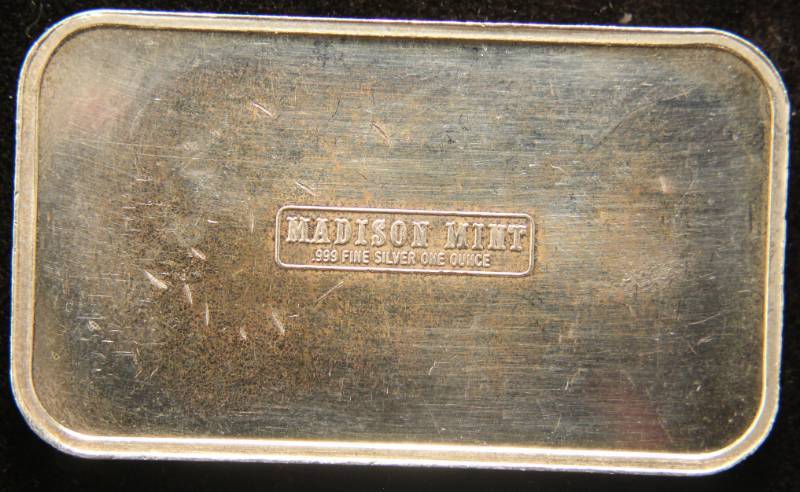 MADISON MINT
.999 FINE SILVER ONE OUNCE